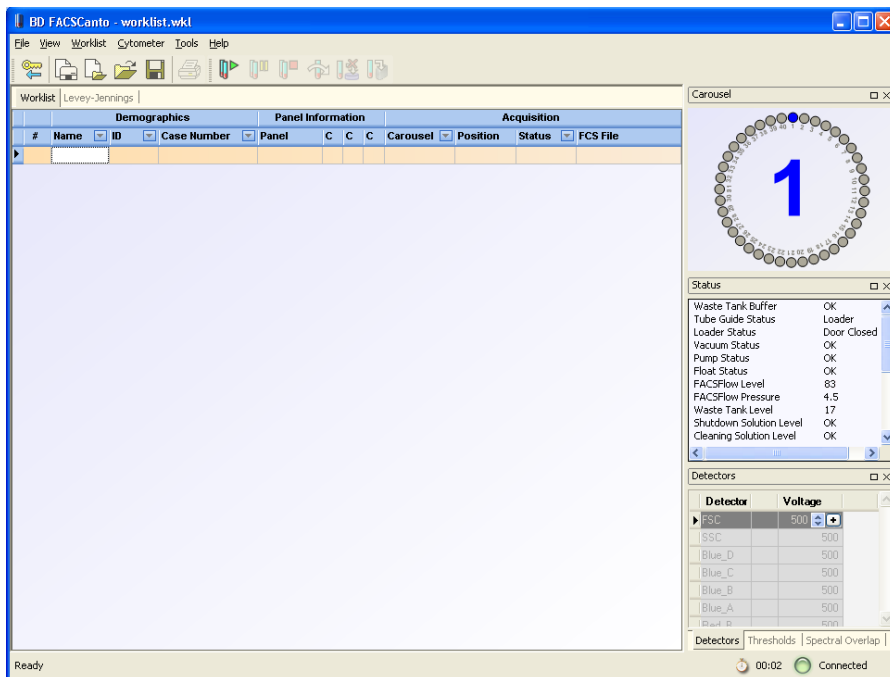 BD FACSCanto - worklist.wkl
File View Worklist Cytometer Tools Help
Worklist Levey-Jennings
Demographics Panel Information Acquisition
# Name ID Case Number Panel C C C Carousel Position Status FCS File
Carousel
1
Status
Waste Tank Buffer OK
Tube Guide Status Loader
Loader Status Door Closed
Vacuum Status OK
Pump Status OK
Float Status OK
FACSFlow Level 83
FACSFlow Pressure 4.5
Waste Tank Level 17
Shutdown Solution Level OK
Cleaning Solution Level OK
Detectors
Detector Voltage
FSC 500
SSC 500
Blue_D 500
Blue_C 500
Blue_B 500
Blue_A 500
Red_B 500
Detectors Thresholds Spectral Overlap
Ready 00:02 Connected